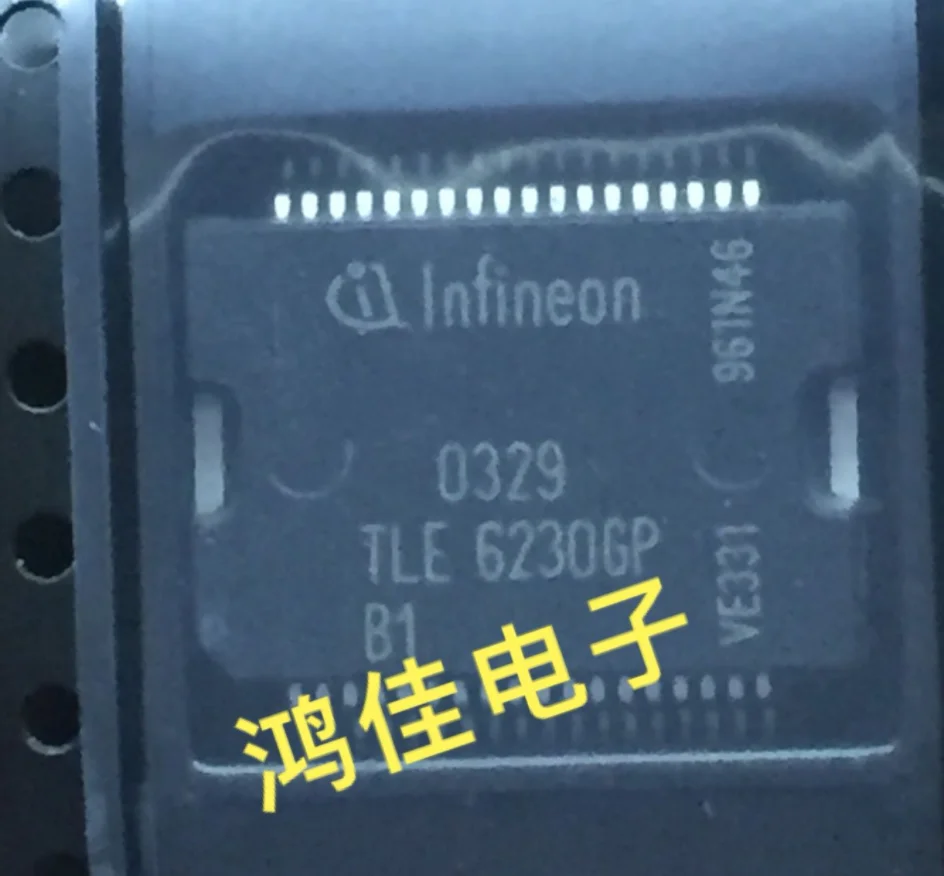 Infineon
961N46
0329
TLE 6230GP
B1
VE331
鸿佳电子